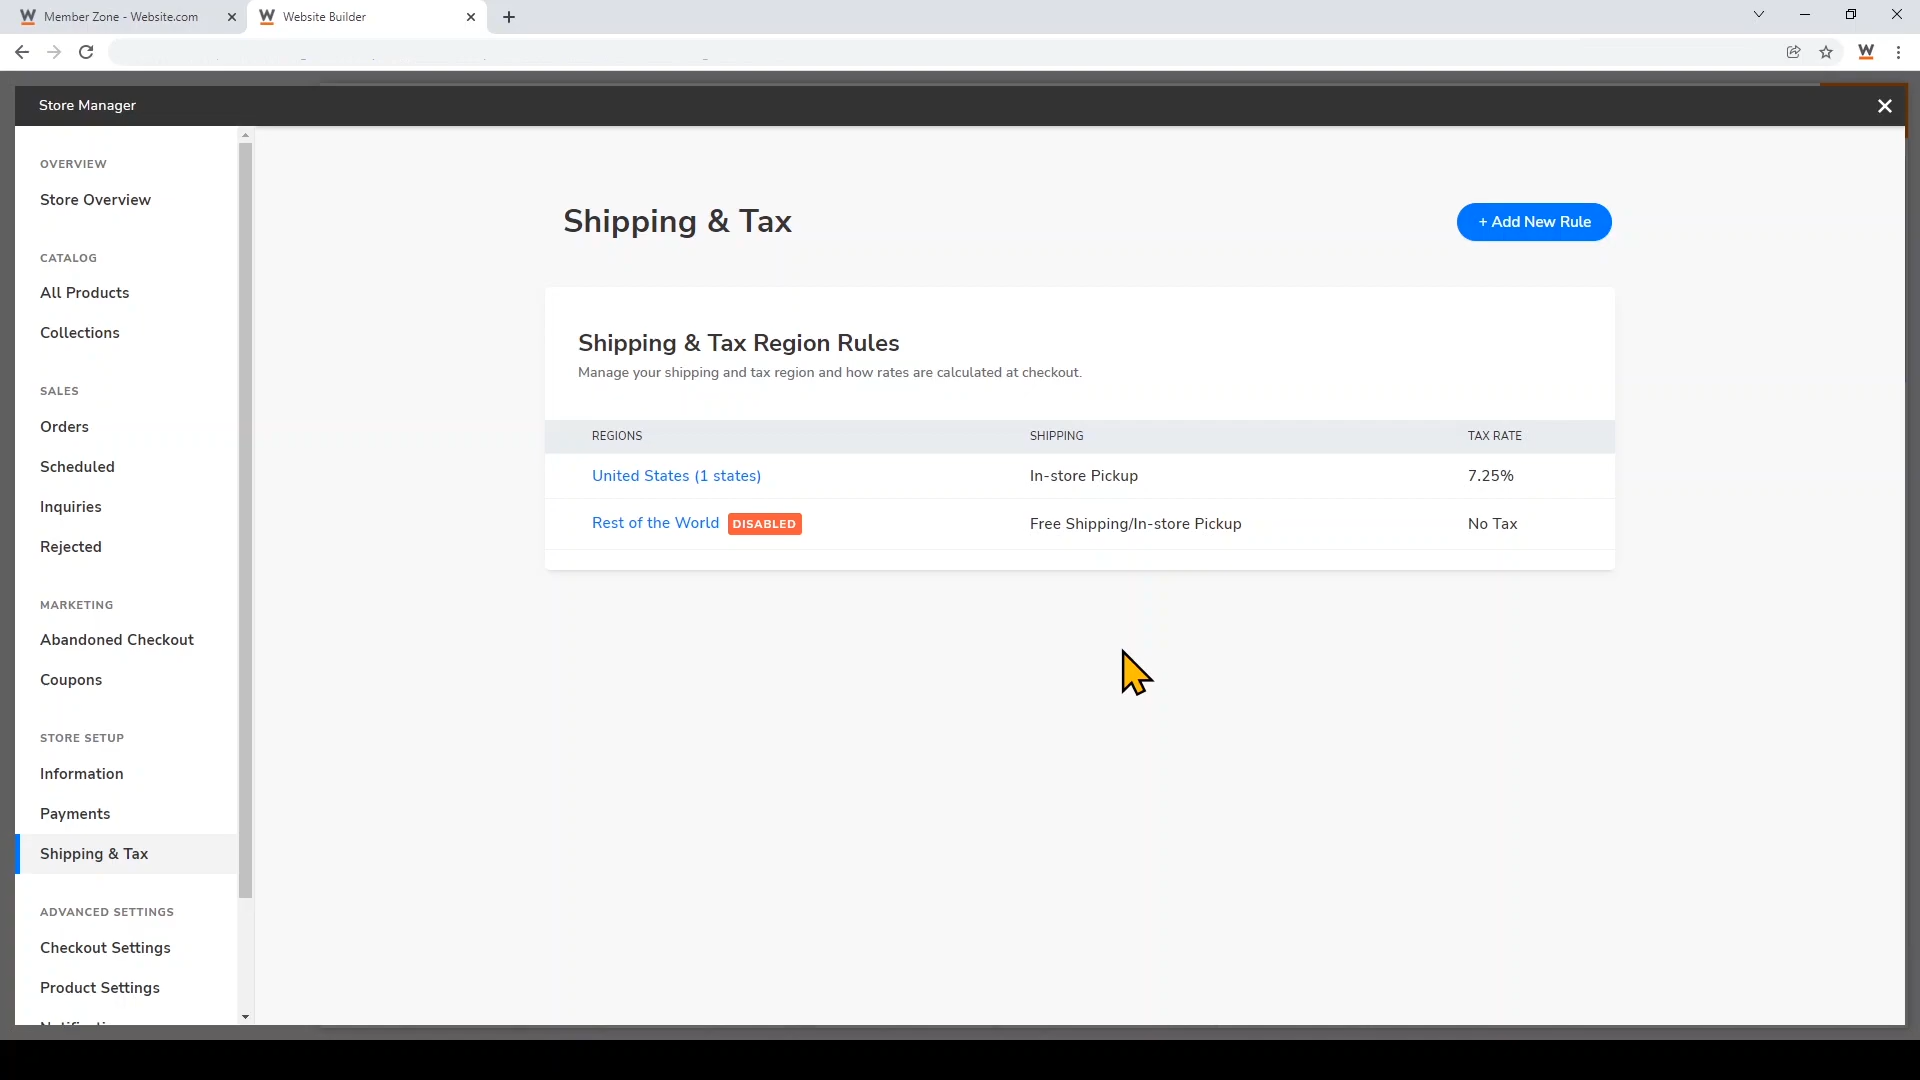 Member Zone - Website.com
Website Builder
Store Manager
OVERVIEW
Store Overview
CATALOG
All Products
Collections
SALES
Orders
Scheduled
Inquiries
Rejected
MARKETING
Abandoned Checkout
Coupons
STORE SETUP
Information
Payments
Shipping & Tax
ADVANCED SETTINGS
Checkout Settings
Product Settings
Shipping & Tax
+ Add New Rule
Shipping & Tax Region Rules
Manage your shipping and tax region and how rates are calculated at checkout.
REGIONS SHIPPING TAX RATE
United States (1 states) In-store Pickup 7.25%
Rest of the World DISABLED Free Shipping/In-store Pickup No Tax